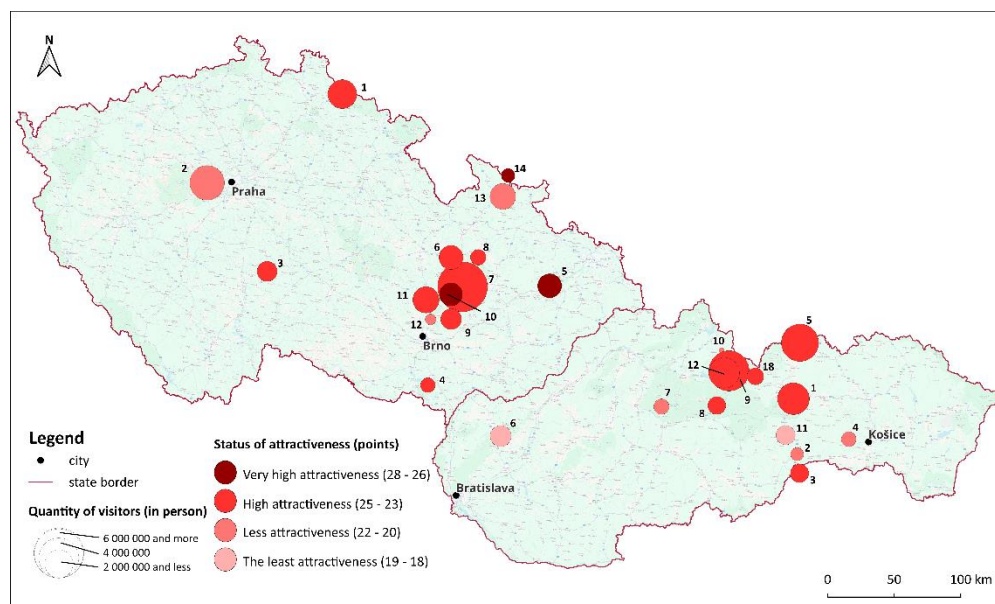 N
1
2
Praha
3
14
13
6
8
7
5
11
10
12
9
Brno
4
5
10
12
18
9
1
7
8
6
11
4
Košice
2
3
Bratislava
Legend
city
state border
Quantity of visitors (in person)
6 000 000 and more
4 000 000
2 000 000 and less
Status of attractiveness (points)
Very high attractiveness (28 - 26)
High attractiveness (25 - 23)
Less attractiveness (22 - 20)
The least attractiveness (19 - 18)
0 50 100 km